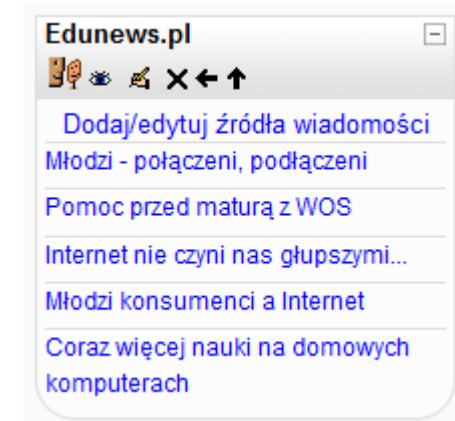 Edunews.pl
Dodaj/edytuj źródła wiadomości
Młodzi - połączeni, podłączeni
Pomoc przed maturą z WOS
Internet nie czyni nas głupszymi...
Młodzi konsumenci a Internet
Coraz więcej nauki na domowych
komputerach